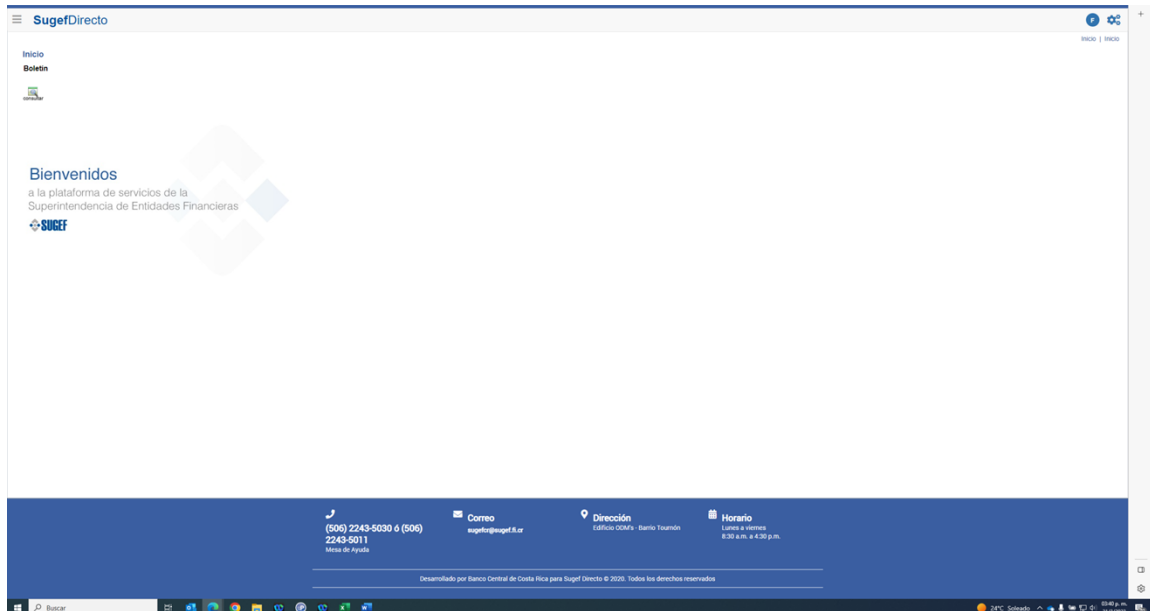 SugefDirecto
F
Inicio | Inicio
Inicio
Boletin
consultar
Bienvenidos
a la plataforma de servicios de la
Superintendencia de Entidades Financieras
SUGEF
(506) 2243-5030 ó (506)
2243-5011
Mesa de Ayuda
Correo
sugefcr@sugef.fi.cr
Dirección
Edificio ODM's - Barrio Tournón
Horario
Lunes a viernes
8:30 a.m. a 4:30 p.m.
Desarrollado por Banco Central de Costa Rica para Sugef Directo © 2020. Todos los derechos reservados
Buscar
24°C Soleado
03:40 p. m.